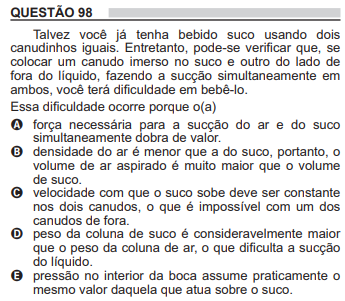 QUESTÃO 98
Talvez você já tenha bebido suco usando dois
canudinhos iguais. Entretanto, pode-se verificar que, se
colocar um canudo imerso no suco e outro do lado de
fora do líquido, fazendo a sucção simultaneamente em
ambos, você terá dificuldade em bebê-lo.
Essa dificuldade ocorre porque o(a)
A força necessária para a sucção do ar e do suco
simultaneamente dobra de valor.
B densidade do ar é menor que a do suco, portanto, o
volume de ar aspirado é muito maior que o volume
de suco.
C velocidade com que o suco sobe deve ser constante
nos dois canudos, o que é impossível com um dos
canudos de fora.
D peso da coluna de suco é consideravelmente maior
que o peso da coluna de ar, o que dificulta a sucção
do líquido.
E pressão no interior da boca assume praticamente o
mesmo valor daquela que atua sobre o suco.